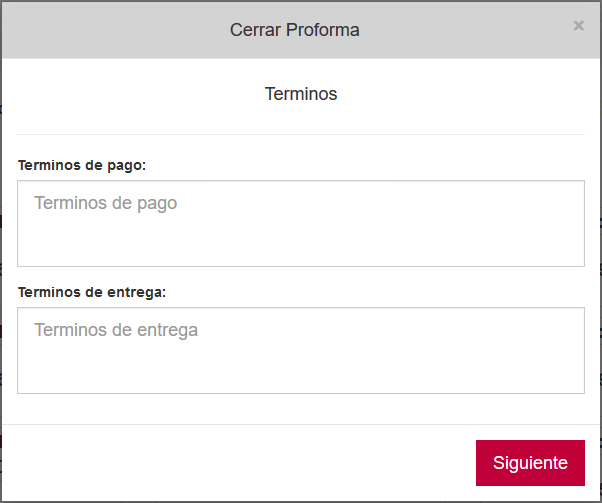 Cerrar Proforma
×
Terminos
Terminos de pago:
Terminos de pago
Terminos de entrega:
Terminos de entrega
Siguiente